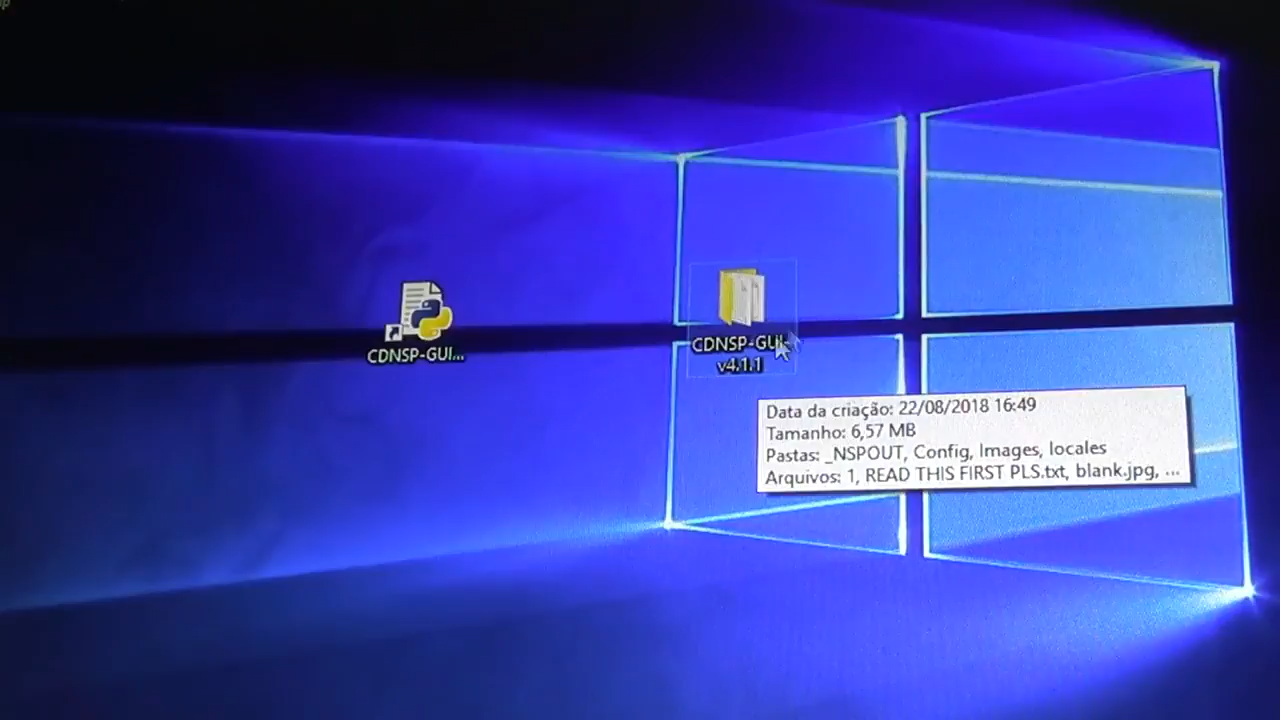 CDNSP-GUI...
CDNSP-GUI-
v4.1.1
Data da criação: 22/08/2018 16:49
Tamanho: 6,57 MB
Pastas: _NSPOUT, Config, Images, locales
Arquivos: 1, READ THIS FIRST PLS.txt, blank.jpg, ...